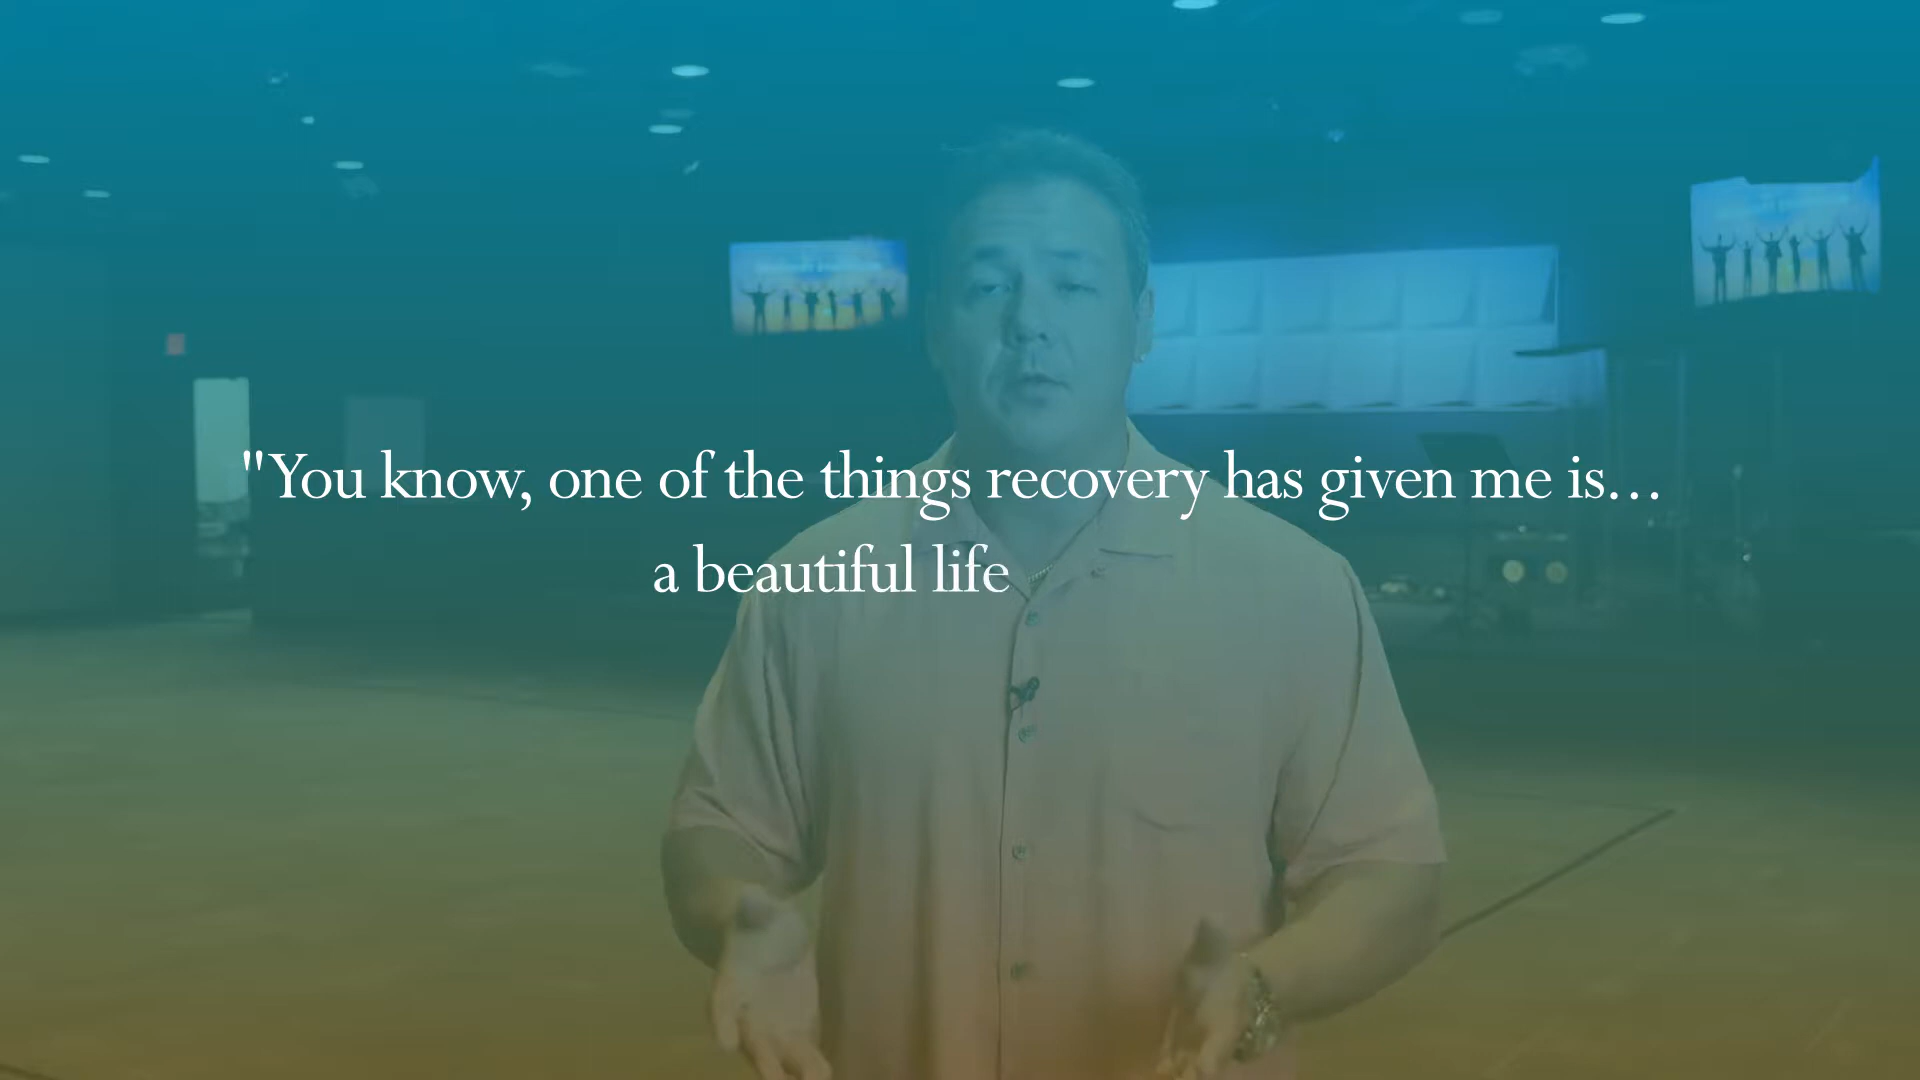 "You know, one of the things recovery has given me is…
a beautiful life